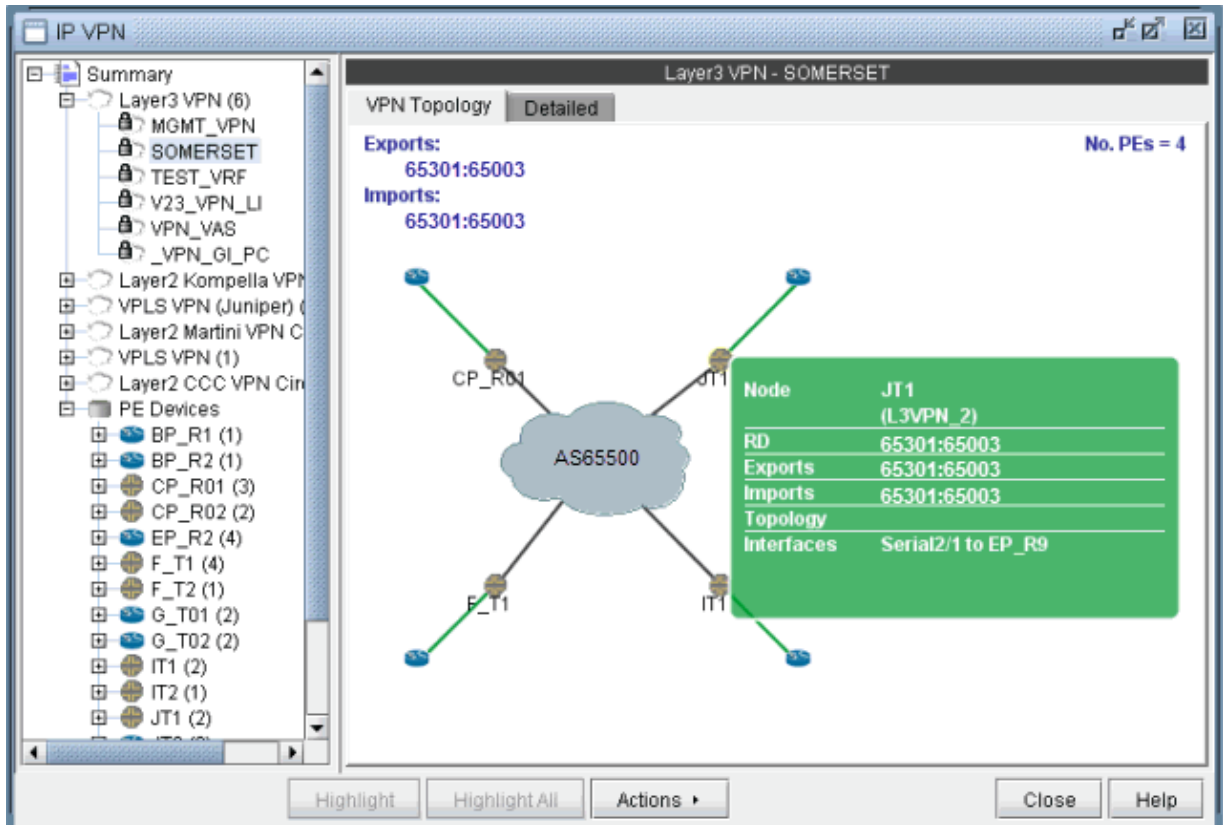 IP VPN
Summary
Layer3 VPN (6)
MGMT_VPN
SOMERSET
TEST_VRF
V23_VPN_LI
VPN_VAS
_VPN_GI_PC
Layer2 Kompella VPN
VPLS VPN (Juniper) (
Layer2 Martini VPN C
VPLS VPN (1)
Layer2 CCC VPN Cir
PE Devices
BP_R1 (1)
BP_R2 (1)
CP_R01 (3)
CP_R02 (2)
EP_R2 (4)
F_T1 (4)
F_T2 (1)
G_T01 (2)
G_T02 (2)
IT1 (2)
IT2 (1)
JT1 (2)
Layer3 VPN - SOMERSET
VPN Topology Detailed
Exports: No. PEs = 4
65301:65003
Imports:
65301:65003
CP_R01 JT1
AS65500
F_T1 IT1
Node JT1
(L3VPN_2)
RD 65301:65003
Exports 65301:65003
Imports 65301:65003
Topology
Interfaces Serial2/1 to EP_R9
Highlight Highlight All Actions Close Help